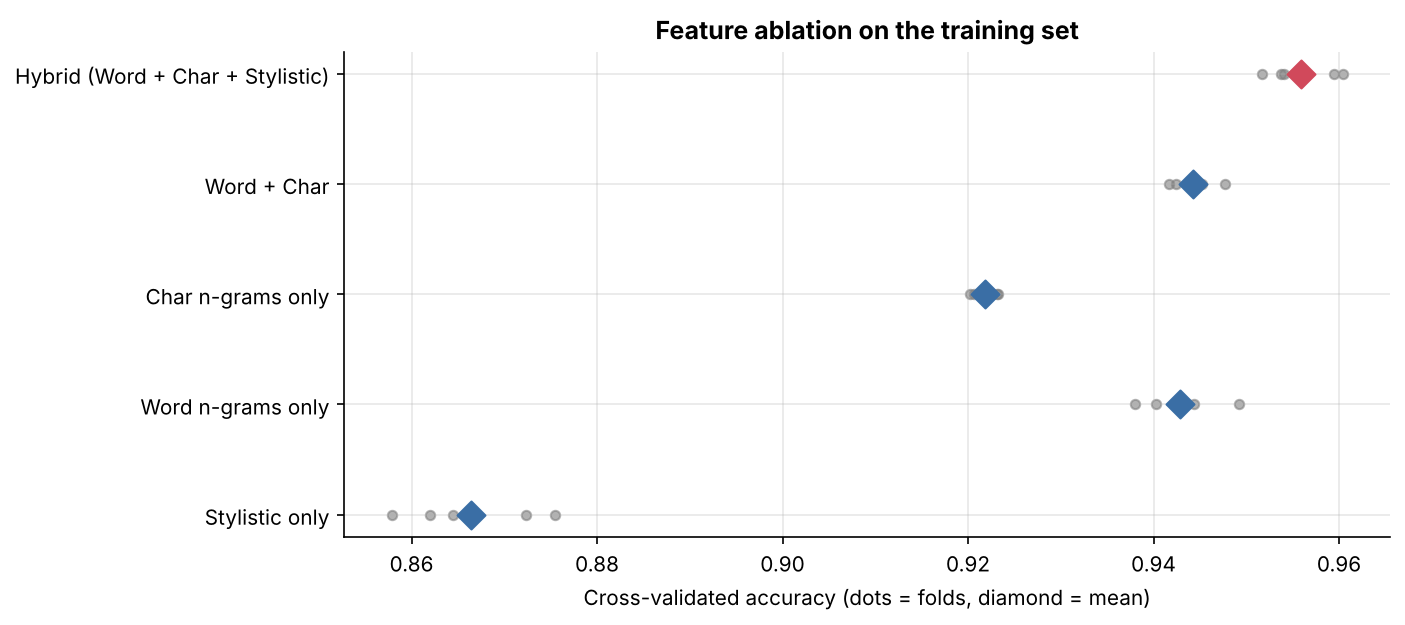 Feature ablation on the training set
Hybrid (Word + Char + Stylistic)
Word + Char
Char n-grams only
Word n-grams only
Stylistic only
0.86 0.88 0.90 0.92 0.94 0.96
Cross-validated accuracy (dots = folds, diamond = mean)